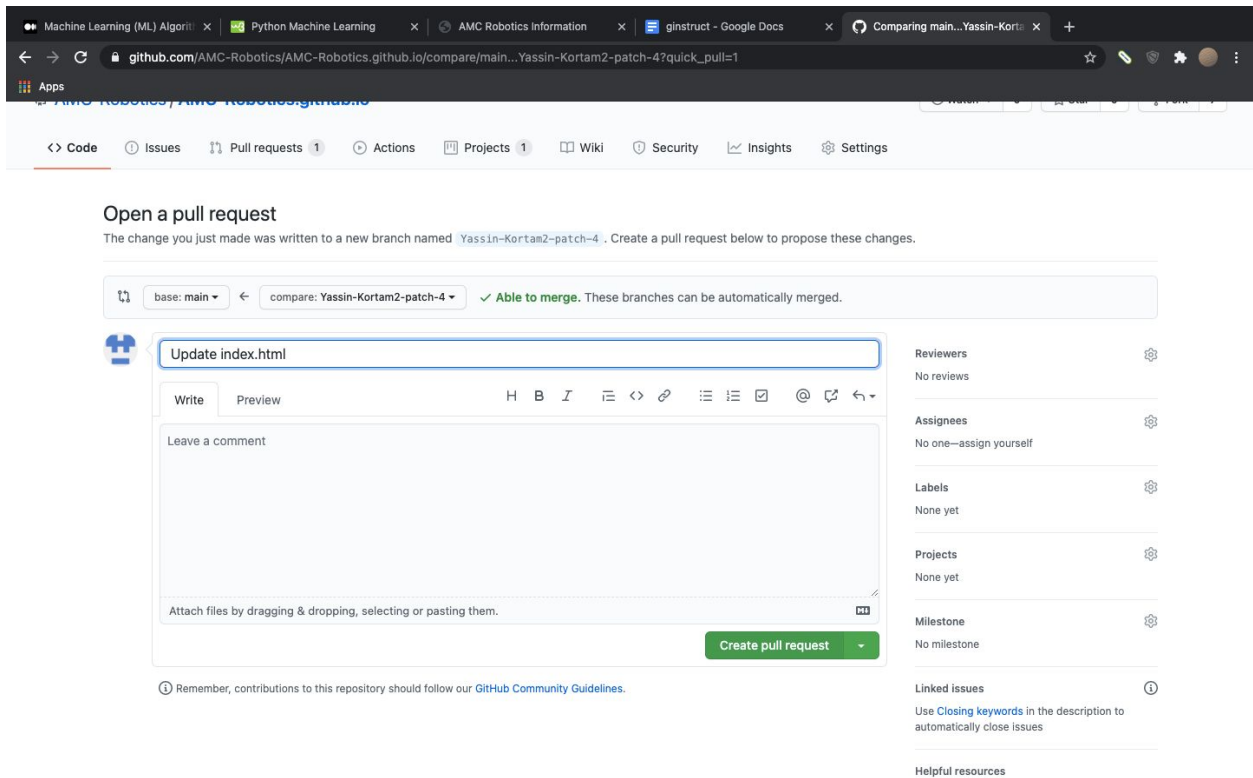 Machine Learning (ML) Algorit
Python Machine Learning
AMC Robotics Information
ginstruct - Google Docs
Comparing main...Yassin-Korta
github.com/AMC-Robotics/AMC-Robotics.github.io/compare/main...Yassin-Kortam2-patch-4?quick_pull=1
Apps
AMC-Robotics / AMC-Robotics.github.io
<> Code
Issues
Pull requests 1
Actions
Projects 1
Wiki
Security
Insights
Settings
Open a pull request
The change you just made was written to a new branch named Yassin-Kortam2-patch-4 . Create a pull request below to propose these changes.
base: main
compare: Yassin-Kortam2-patch-4
Able to merge. These branches can be automatically merged.
Update index.html
Write
Preview
Leave a comment
Attach files by dragging & dropping, selecting or pasting them.
Create pull request
Remember, contributions to this repository should follow our GitHub Community Guidelines.
Reviewers
No reviews
Assignees
No one—assign yourself
Labels
None yet
Projects
None yet
Milestone
No milestone
Linked issues
Use Closing keywords in the description to
automatically close issues
Helpful resources